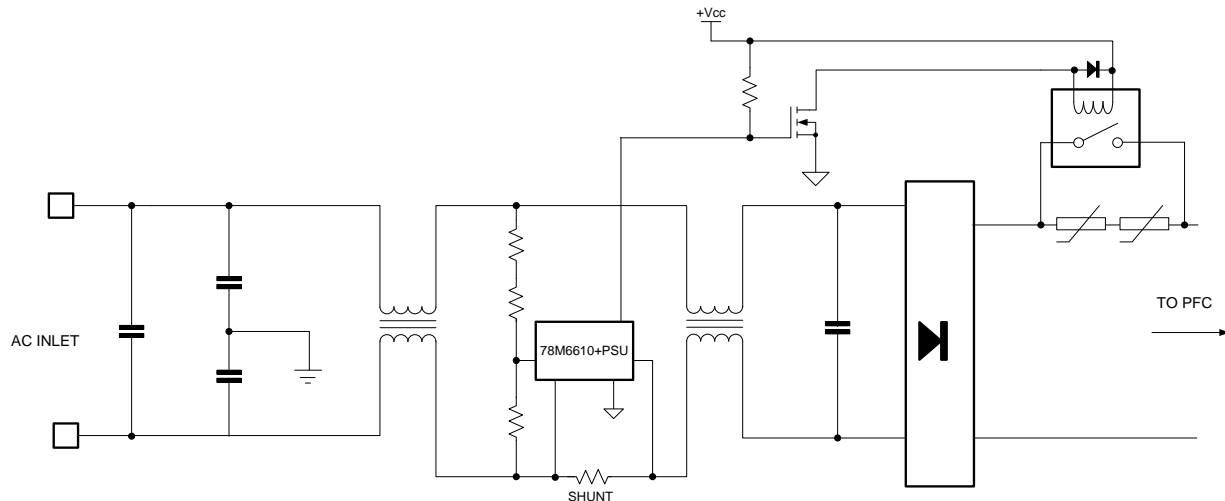 +Vcc
AC INLET
78M6610+PSU
TO PFC
SHUNT